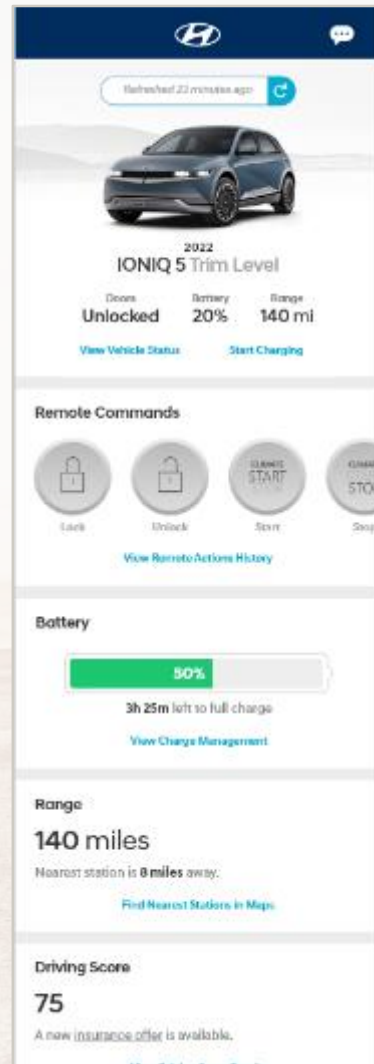 Refreshed 23 minutes ago
2022
IONIQ 5 Trim Level
Doors Battery Range
Unlocked 20% 140 mi
View Vehicle Status Start Charging
Remote Commands
START STO
Lock Unlock Start Stop
View Remote Actions History
Battery
50%
3h 25m left to full charge
View Charge Management
Range
140 miles
Nearest station is 8 miles away.
Find Nearest Stations in Maps
Driving Score
75
A new insurance offer is available.